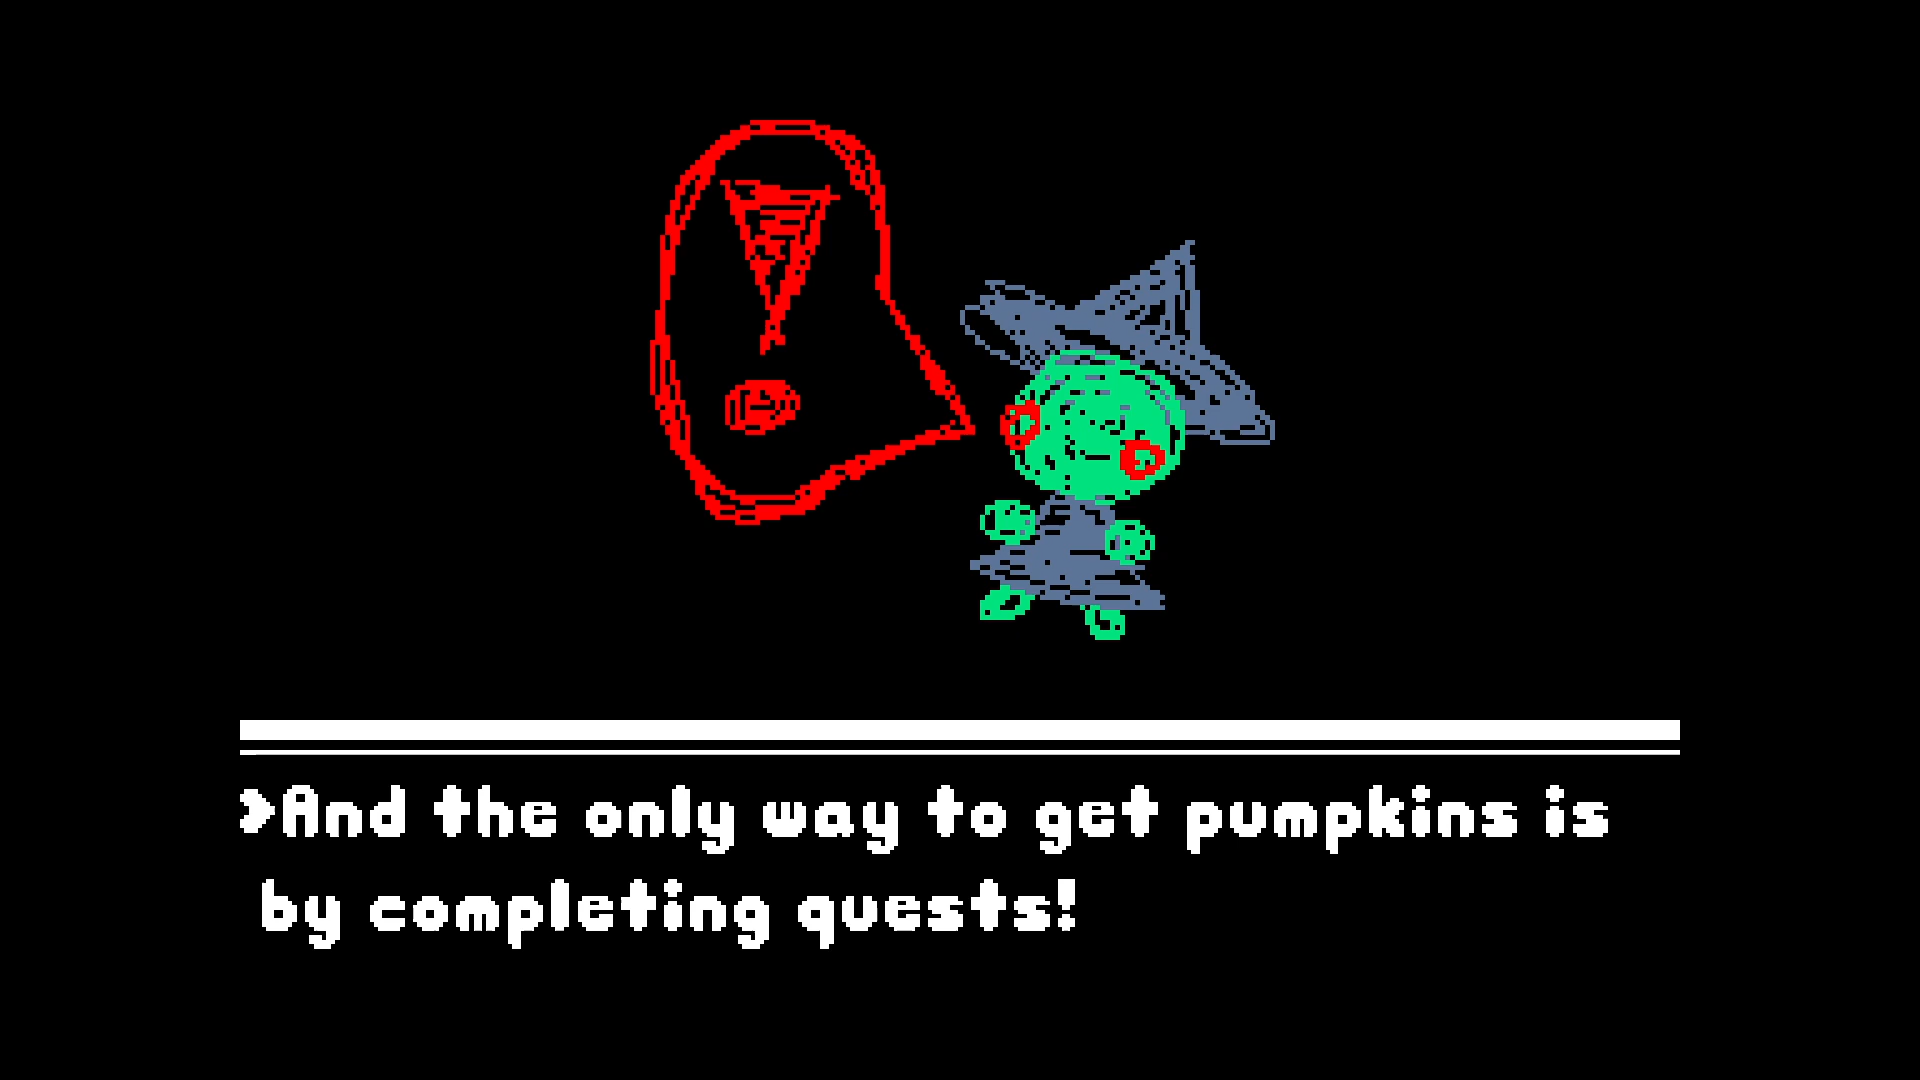 !
>And the only way to get pumpkins is
by completing quests!